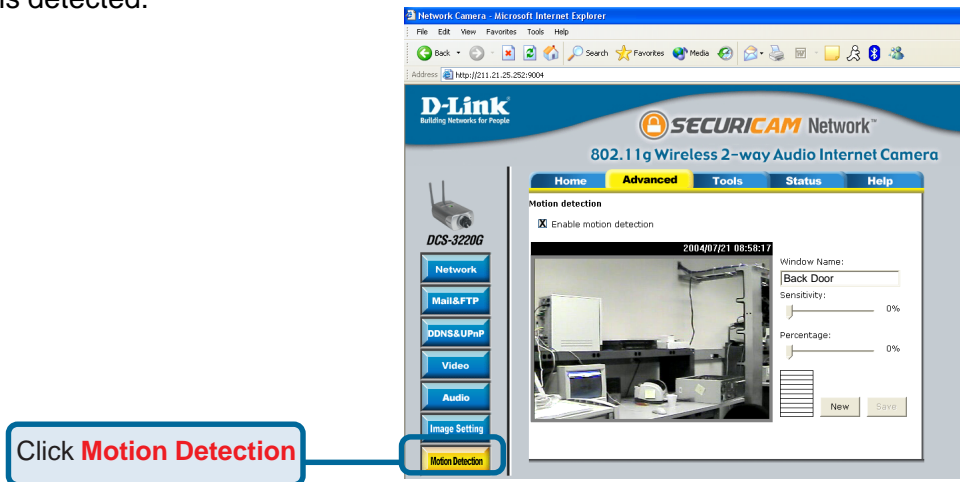 is detected.
Network Camera - Microsoft Internet Explorer
File Edit View Favorites Tools Help
Back Search Favorites Media
Address http://211.21.25.252:9004
D-Link
Building Networks for People
SECURICAM Network™
802.11g Wireless 2-way Audio Internet Camera
Home Advanced Tools Status Help
Motion detection
X Enable motion detection
2004/07/21 08:58:17
DCS-3220G
Window Name:
Back Door
Sensitivity:
0%
Percentage:
0%
New Save
Network
Mail&FTP
DDNS&UPnP
Video
Audio
Image Setting
Motion Detection
Click Motion Detection